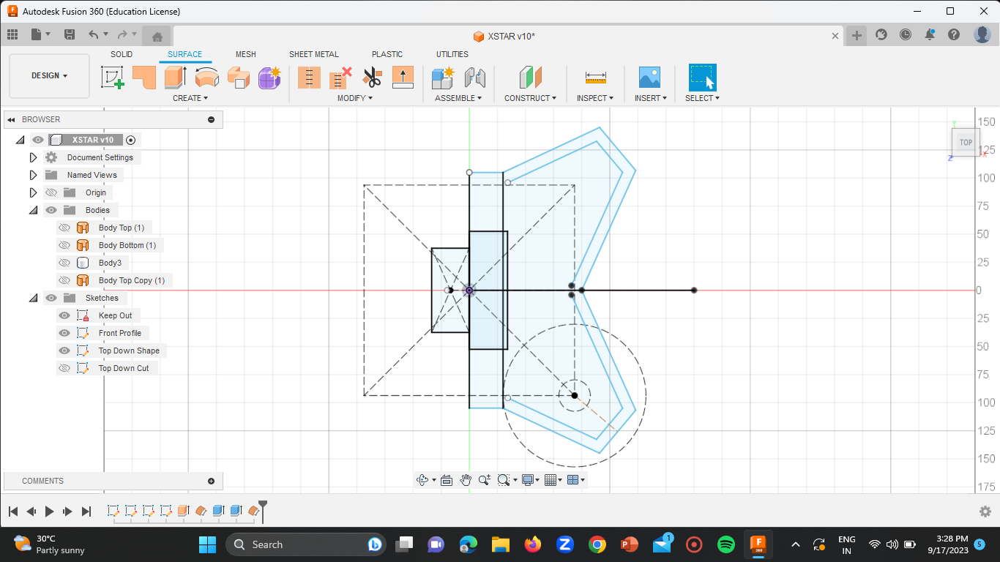 Autodesk Fusion 360 (Education License)
XSTAR v10*
SOLID SURFACE MESH SHEET METAL PLASTIC UTILITIES
DESIGN
CREATE MODIFY ASSEMBLE CONSTRUCT INSPECT INSERT SELECT
BROWSER
XSTAR v10
Document Settings
Named Views
Origin
Bodies
Body Top (1)
Body Bottom (1)
Body3
Body Top Copy (1)
Sketches
Keep Out
Front Profile
Top Down Shape
Top Down Cut
Y
TOP
Z
X
150
125
100
75
50
25
0
25
50
75
100
125
150
175
COMMENTS
30°C
Partly sunny
Search
1
F
360
ENG
IN
3:28 PM
9/17/2023
5